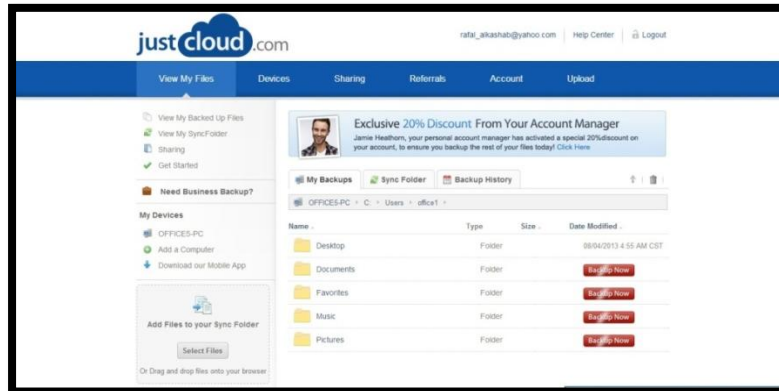 justcloud.com
rafal_alkashab@yahoo.com Help Center Logout
View My Files Devices Sharing Referrals Account Upload
View My Backed Up Files
View My SyncFolder
Sharing
Get Started
Need Business Backup?
My Devices
OFFICE5-PC
Add a Computer
Download our Mobile App
Add Files to your Sync Folder
Select Files
Or Drag and drop files onto your browser
Exclusive 20% Discount From Your Account Manager
Jamie Heathorn, your personal account manager has activated a special 20%discount on
your account, to ensure you backup the rest of your files today! Click Here
My Backups Sync Folder Backup History
OFFICE5-PC C: Users office1
Name Type Size Date Modified
Desktop Folder 08/04/2013 4:55 AM CST
Documents Folder Backup Now
Favorites Folder Backup Now
Music Folder Backup Now
Pictures Folder Backup Now